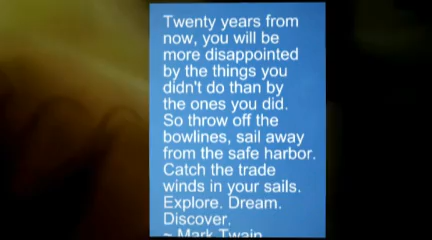 Twenty years from
now, you will be
more disappointed
by the things you
didn't do than by
the ones you did.
So throw off the
bowlines, sail away
from the safe harbor.
Catch the trade
winds in your sails.
Explore. Dream.
Discover.
~ Mark Twain